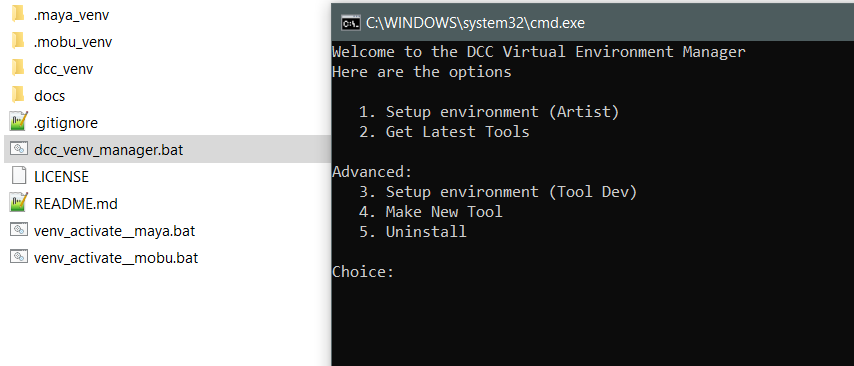 .maya_venv
.mobu_venv
dcc_venv
docs
.gitignore
dcc_venv_manager.bat
LICENSE
README.md
venv_activate__maya.bat
venv_activate__mobu.bat
C:\WINDOWS\system32\cmd.exe
Welcome to the DCC Virtual Environment Manager
Here are the options
1. Setup environment (Artist)
2. Get Latest Tools
Advanced:
3. Setup environment (Tool Dev)
4. Make New Tool
5. Uninstall
Choice: